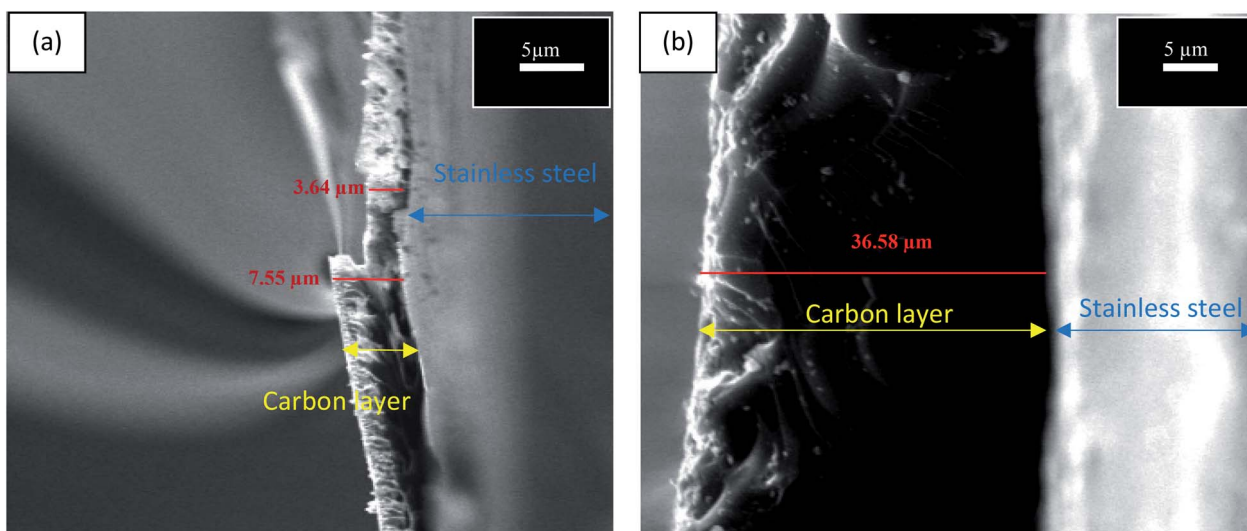 (a)
5µm
3.64 µm
Stainless steel
7.55 µm
Carbon layer
(b)
5 µm
36.58 µm
Carbon layer
Stainless steel